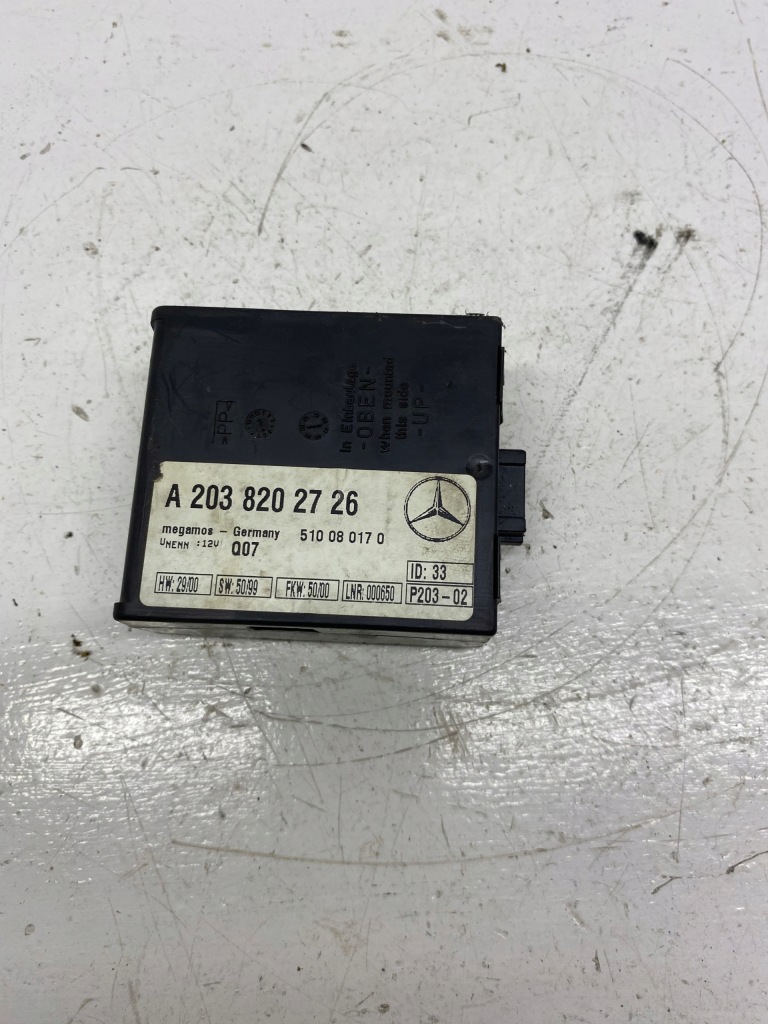 >PP<
In Einbaulage
-OBEN-
when mounted
this side
-UP-
A 203 820 27 26
megamos - Germany 510 08 017 0
UNENN :12V Q07
ID: 33
HW: 29/00 SW: 50/99 FKW: 50/00 LNR: 000650 P203-02